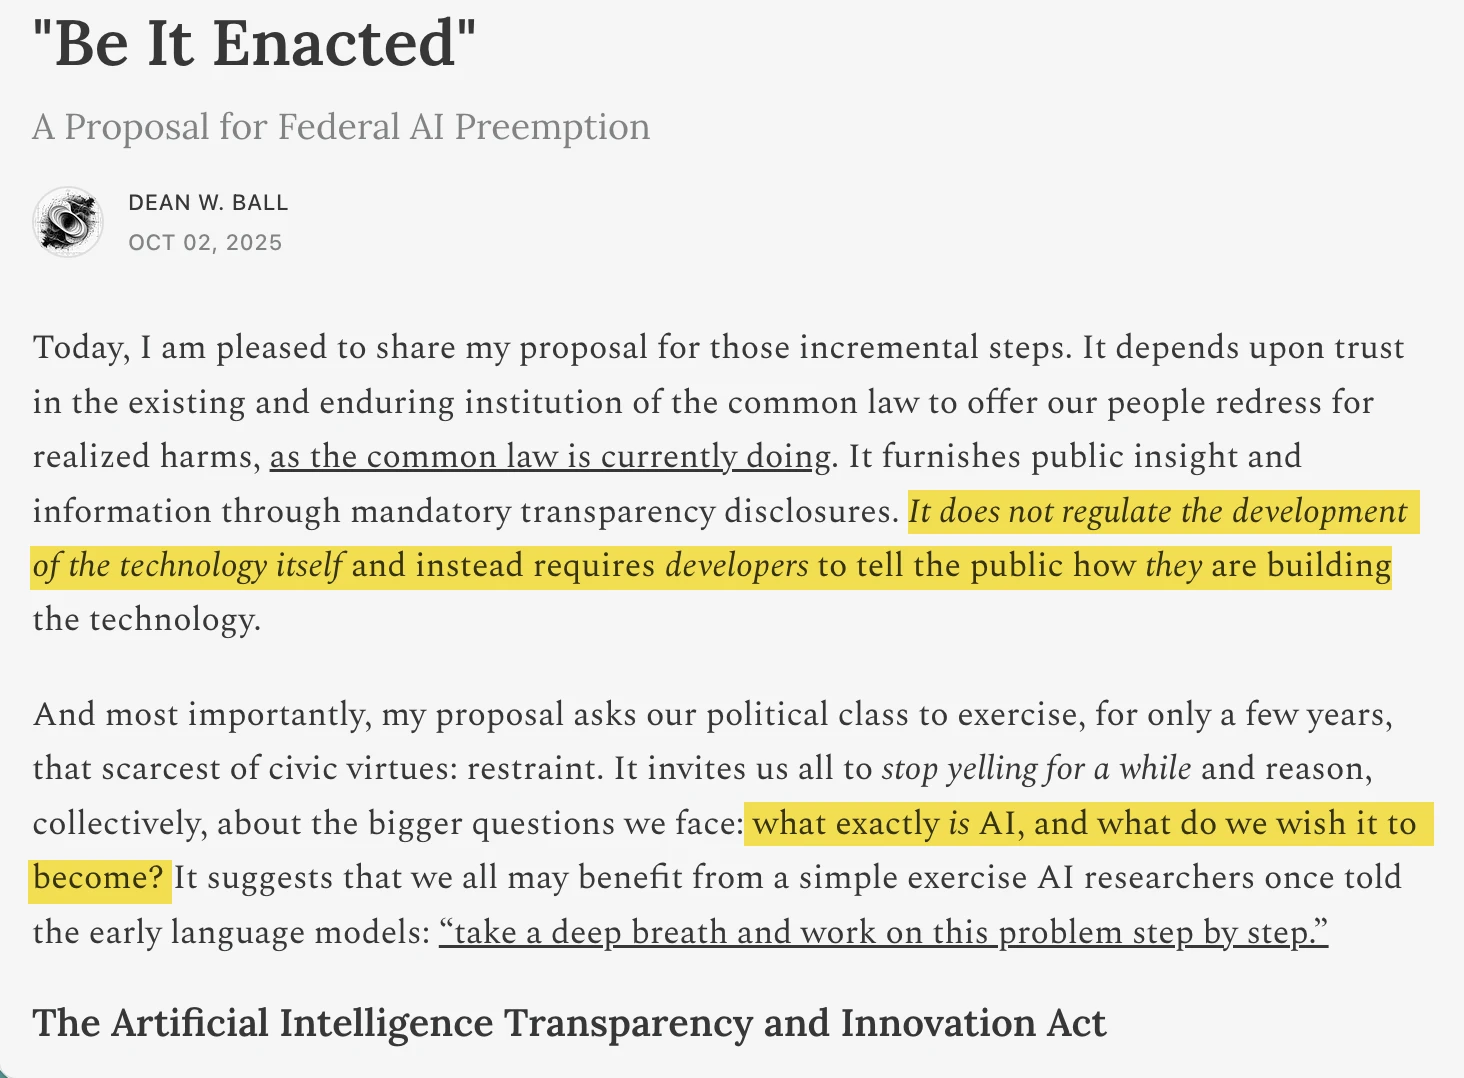 "Be It Enacted"
A Proposal for Federal AI Preemption
DEAN W. BALL
OCT 02, 2025
Today, I am pleased to share my proposal for those incremental steps. It depends upon trust
in the existing and enduring institution of the common law to offer our people redress for
realized harms, as the common law is currently doing. It furnishes public insight and
information through mandatory transparency disclosures. It does not regulate the development
of the technology itself and instead requires developers to tell the public how they are building
the technology.
And most importantly, my proposal asks our political class to exercise, for only a few years,
that scarcest of civic virtues: restraint. It invites us all to stop yelling for a while and reason,
collectively, about the bigger questions we face: what exactly is AI, and what do we wish it to
become? It suggests that we all may benefit from a simple exercise AI researchers once told
the early language models: “take a deep breath and work on this problem step by step.”
The Artificial Intelligence Transparency and Innovation Act